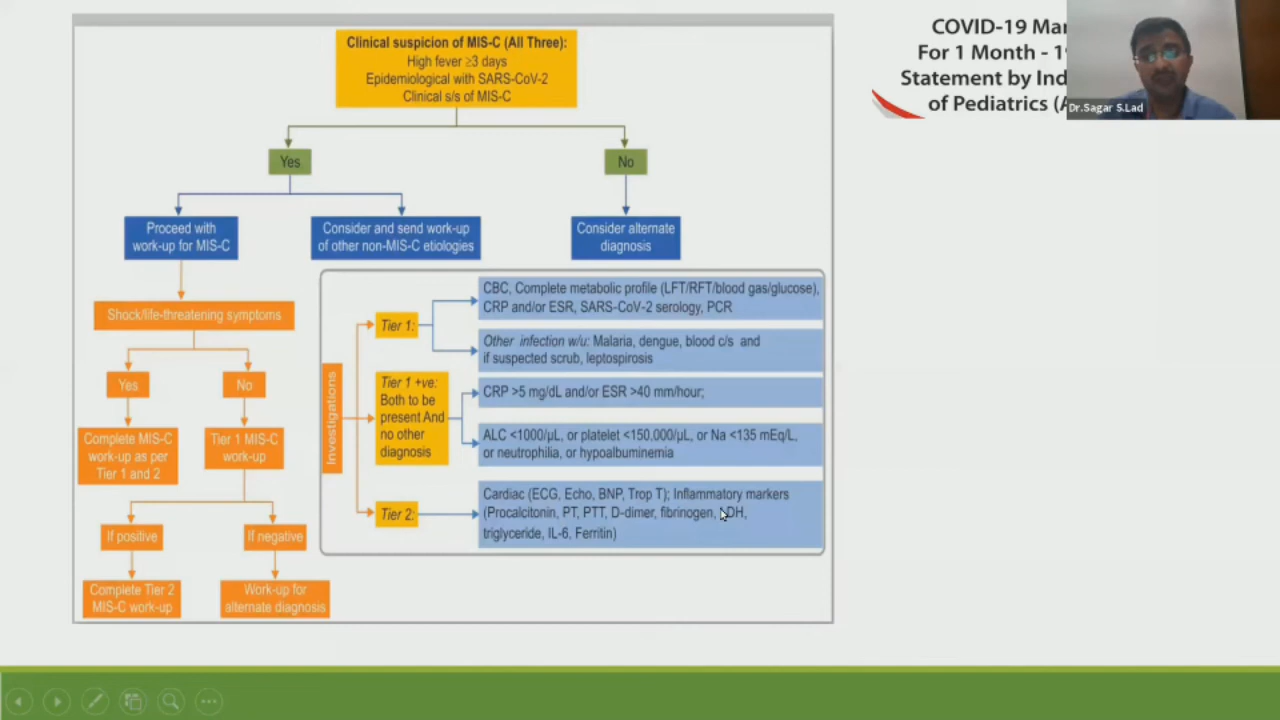 Clinical suspicion of MIS-C (All Three):
High fever ≥3 days
Epidemiological with SARS-CoV-2
Clinical s/s of MIS-C
COVID-19
For 1 Month -
Statement by
of Pediatrics
Dr.Sagar S.Lad
Yes
No
Proceed with
work-up for MIS-C
Consider and send work-up
of other non-MIS-C etiologies
Consider alternate
diagnosis
Shock/life-threatening symptoms
Yes
No
Complete MIS-C
work-up as per
Tier 1 and 2
Tier 1 MIS-C
work-up
If positive
If negative
Complete Tier 2
MIS-C work-up
Work-up for
alternate diagnosis
Investigations
Tier 1:
CBC, Complete metabolic profile (LFT/RFT/blood gas/glucose),
CRP and/or ESR, SARS-CoV-2 serology, PCR
Other infection w/u: Malaria, dengue, blood c/s and
if suspected scrub, leptospirosis
Tier 1 +ve:
Both to be
present And
no other
diagnosis
CRP >5 mg/dL and/or ESR >40 mm/hour;
ALC <1000/µL, or platelet <150,000/µL, or Na <135 mEq/L,
or neutrophilia, or hypoalbuminemia
Tier 2:
Cardiac (ECG, Echo, BNP, Trop T); Inflammatory markers
(Procalcitonin, PT, PTT, D-dimer, fibrinogen, LDH,
triglyceride, IL-6, Ferritin)